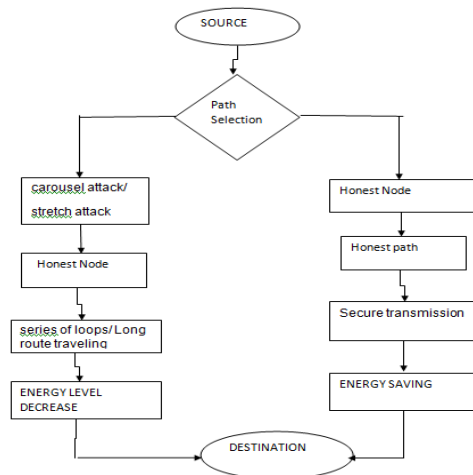 SOURCE
Path
Selection
carousel attack/
stretch attack
Honest Node
series of loops/ Long
route traveling
ENERGY LEVEL
DECREASE
Honest Node
Honest path
Secure transmission
ENERGY SAVING
DESTINATION